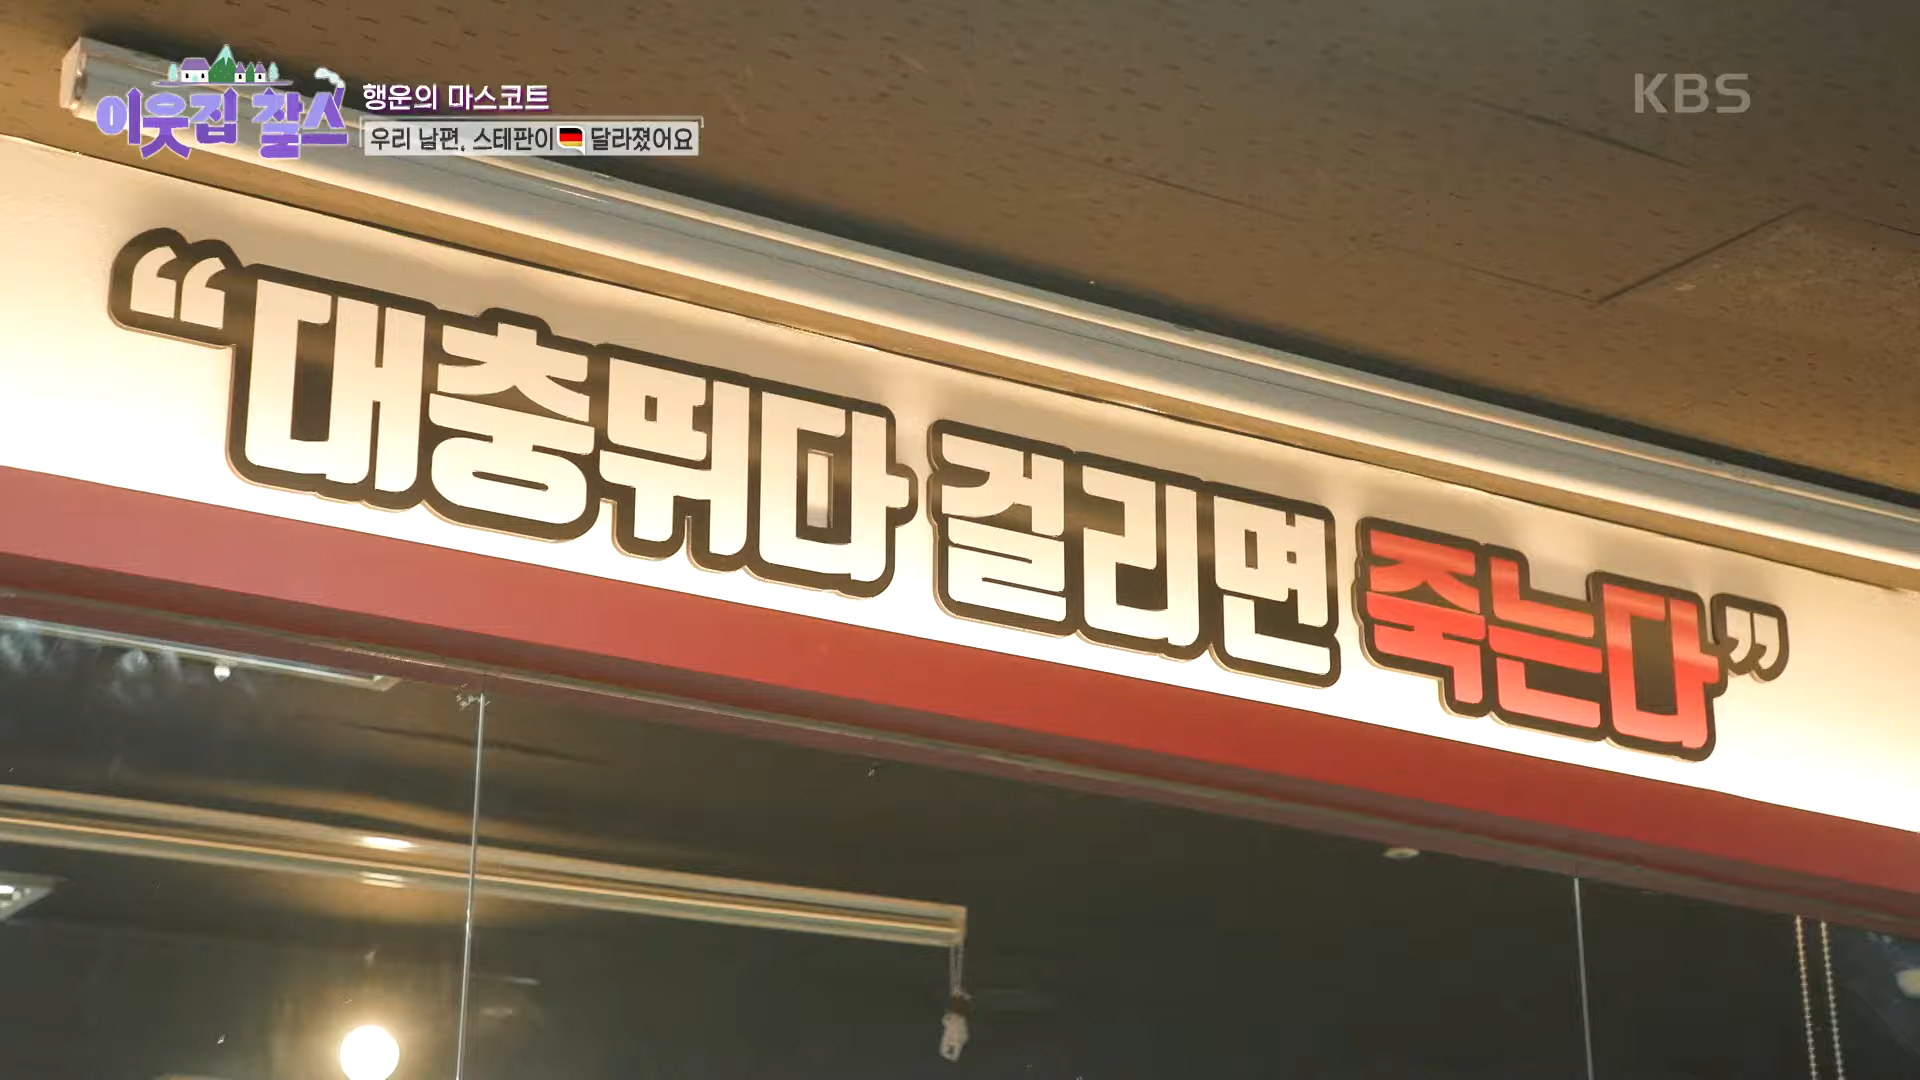 이웃집 찰스
행운의 마스코트
우리 남편, 스테판이 달라졌어요
KBS
“대충뛰다 걸리면 죽는다”